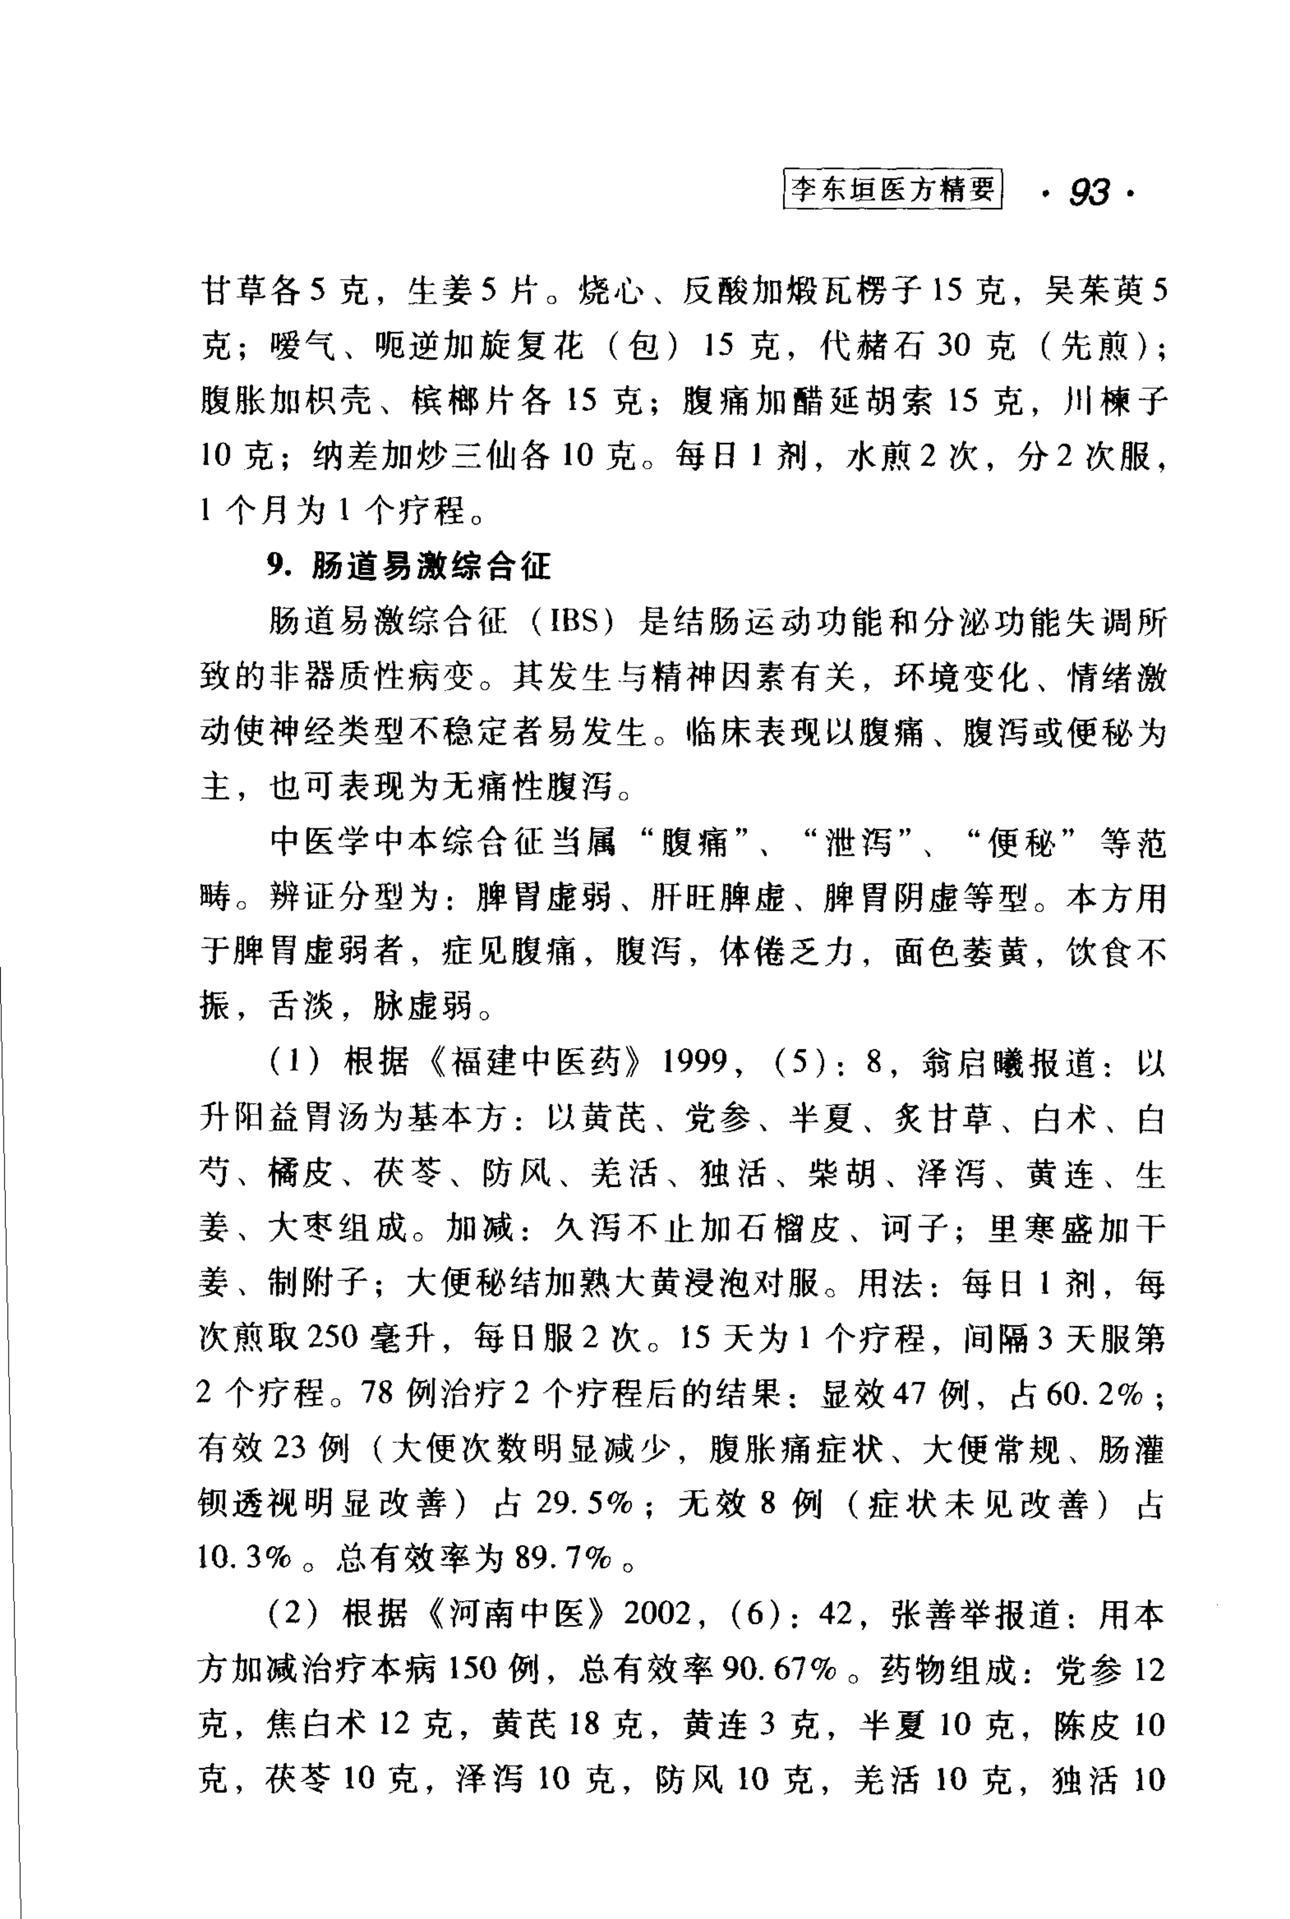 李东垣医方精要 ·93·
甘草各5克，生姜5片。烧心、反酸加煅瓦楞子15克，吴茱萸5
克；嗳气、呃逆加旋复花（包）15克，代赭石30克（先煎）；
腹胀加枳壳、槟榔片各15克；腹痛加醋延胡索15克，川楝子
10克；纳差加炒三仙各10克。每日1剂，水煎2次，分2次服，
1个月为1个疗程。
9. 肠道易激综合征
肠道易激综合征（IBS）是结肠运动功能和分泌功能失调所
致的非器质性病变。其发生与精神因素有关，环境变化、情绪激
动使神经类型不稳定者易发生。临床表现以腹痛、腹泻或便秘为
主，也可表现为无痛性腹泻。
中医学中本综合征当属“腹痛”、“泄泻”、“便秘”等范
畴。辨证分型为：脾胃虚弱、肝旺脾虚、脾胃阴虚等型。本方用
于脾胃虚弱者，症见腹痛，腹泻，体倦乏力，面色萎黄，饮食不
振，舌淡，脉虚弱。
（1）根据《福建中医药》1999，（5）：8，翁启曦报道：以
升阳益胃汤为基本方：以黄芪、党参、半夏、炙甘草、白术、白
芍、橘皮、茯苓、防风、羌活、独活、柴胡、泽泻、黄连、生
姜、大枣组成。加减：久泻不止加石榴皮、诃子；里寒盛加干
姜、制附子；大便秘结加熟大黄浸泡对服。用法：每日1剂，每
次煎取250毫升，每日服2次。15天为1个疗程，间隔3天服第
2个疗程。78例治疗2个疗程后的结果：显效47例，占60.2%；
有效23例（大便次数明显减少，腹胀痛症状、大便常规、肠灌
钡透视明显改善）占29.5%；无效8例（症状未见改善）占
10.3%。总有效率为89.7%。
（2）根据《河南中医》2002，（6）：42，张善举报道：用本
方加减治疗本病150例，总有效率90.67%。药物组成：党参12
克，焦白术12克，黄芪18克，黄连3克，半夏10克，陈皮10
克，茯苓10克，泽泻10克，防风10克，羌活10克，独活10